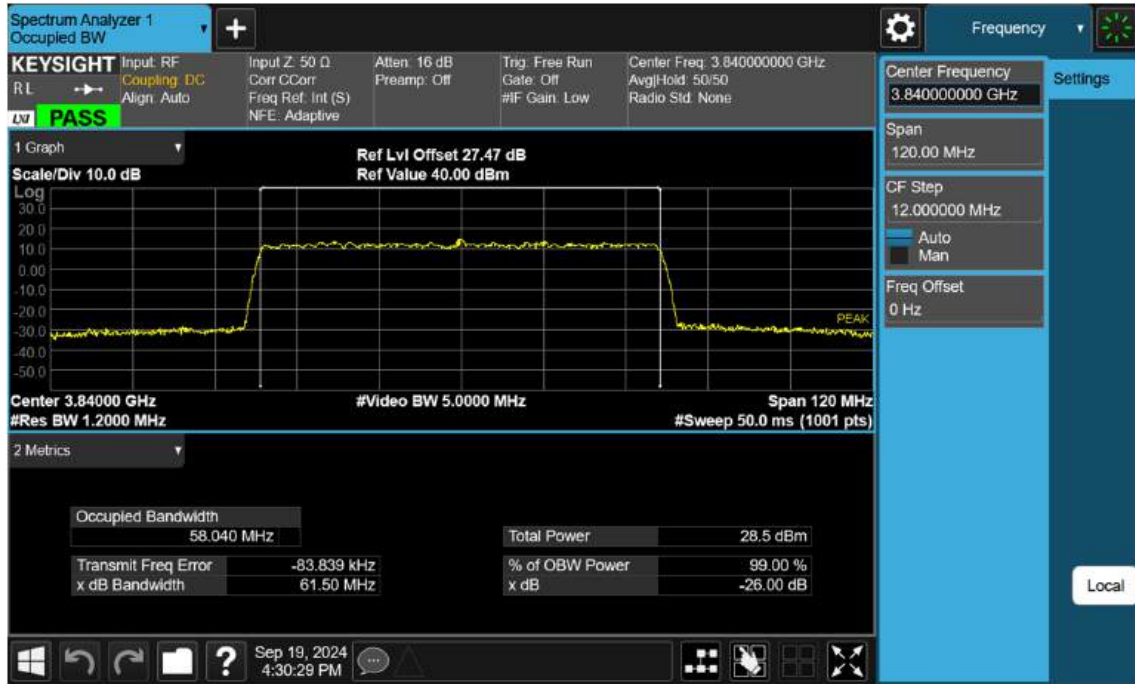 Spectrum Analyzer 1
Occupied BW
+
Frequency
KEYSIGHT
R L
LXI
PASS
Input: RF
Coupling: DC
Align: Auto
Input Z: 50 Ω
Corr CCorr
Freq Ref: Int (S)
NFE: Adaptive
Atten: 16 dB
Preamp: Off
Trig: Free Run
Gate: Off
#IF Gain: Low
Center Freq: 3.840000000 GHz
Avg|Hold: 50/50
Radio Std: None
Center Frequency
3.840000000 GHz
Settings
Span
120.00 MHz
CF Step
12.000000 MHz
Auto
Man
Freq Offset
0 Hz
1 Graph
Scale/Div 10.0 dB
Ref Lvl Offset 27.47 dB
Ref Value 40.00 dBm
Log
30.0
20.0
10.0
0.00
-10.0
-20.0
-30.0
-40.0
-50.0
PEAK
Center 3.84000 GHz
#Video BW 5.0000 MHz
Span 120 MHz
#Res BW 1.2000 MHz
#Sweep 50.0 ms (1001 pts)
2 Metrics
Occupied Bandwidth
58.040 MHz
Total Power 28.5 dBm
Transmit Freq Error -83.839 kHz
% of OBW Power 99.00 %
x dB Bandwidth 61.50 MHz
x dB -26.00 dB
Local
?
Sep 19, 2024
4:30:29 PM